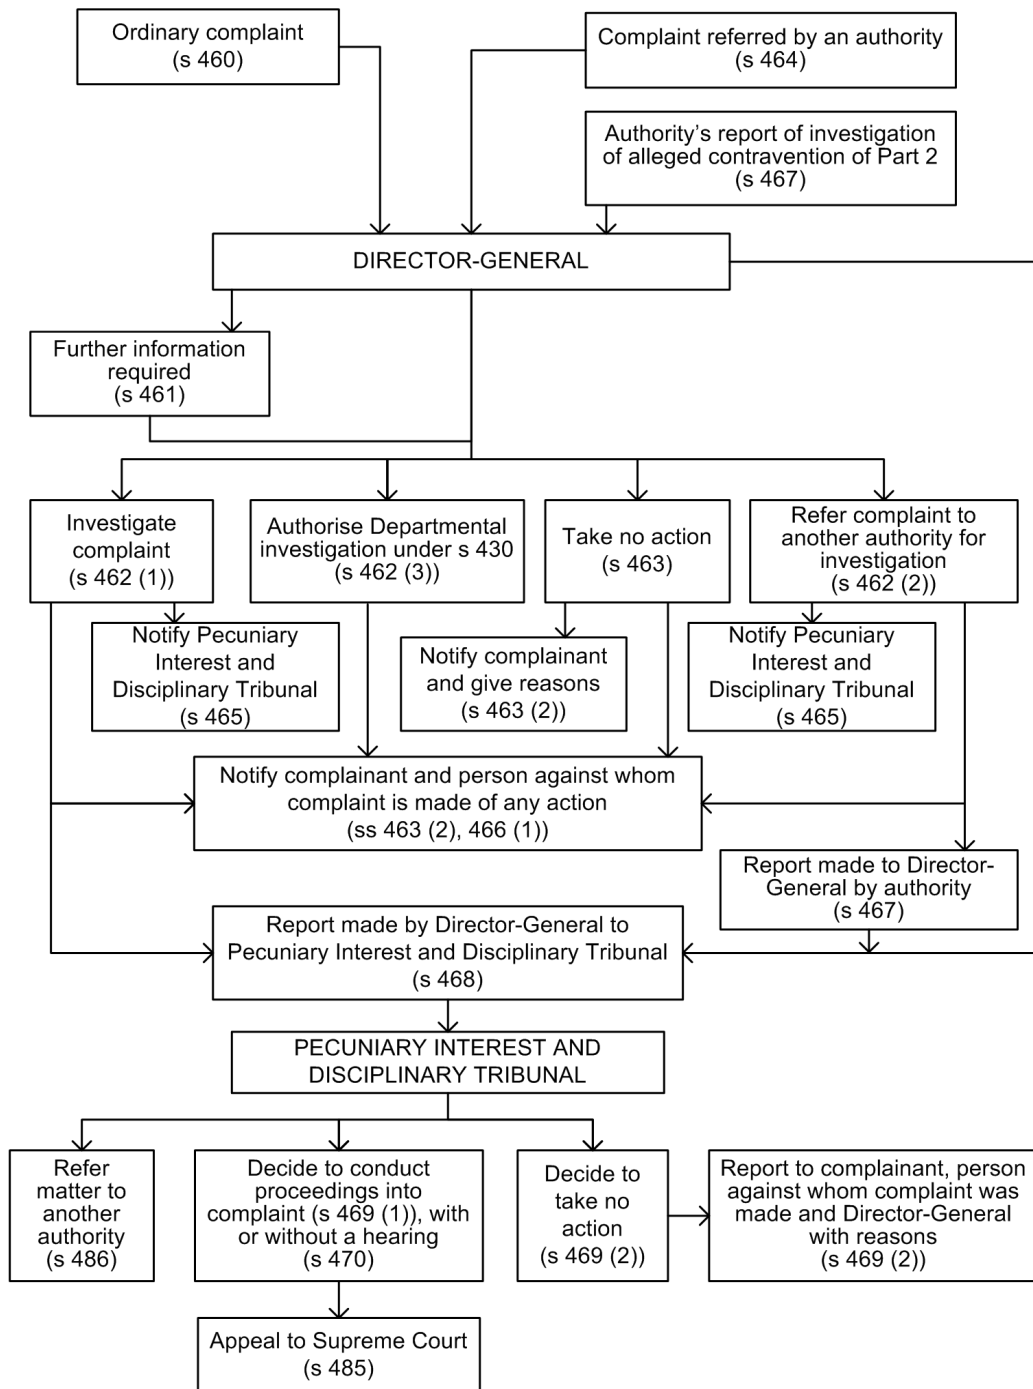 Ordinary complaint
(s 460)
Complaint referred by an authority
(s 464)
Authority’s report of investigation
of alleged contravention of Part 2
(s 467)
DIRECTOR-GENERAL
Further information
required
(s 461)
Investigate
complaint
(s 462 (1))
Authorise Departmental
investigation under s 430
(s 462 (3))
Take no action
(s 463)
Refer complaint to
another authority for
investigation
(s 462 (2))
Notify Pecuniary
Interest and
Disciplinary Tribunal
(s 465)
Notify complainant
and give reasons
(s 463 (2))
Notify Pecuniary
Interest and
Disciplinary Tribunal
(s 465)
Notify complainant and person against whom
complaint is made of any action
(ss 463 (2), 466 (1))
Report made to Director-
General by authority
(s 467)
Report made by Director-General to
Pecuniary Interest and Disciplinary Tribunal
(s 468)
PECUNIARY INTEREST AND
DISCIPLINARY TRIBUNAL
Refer
matter to
another
authority
(s 486)
Decide to conduct
proceedings into
complaint (s 469 (1)), with
or without a hearing
(s 470)
Decide to
take no
action
(s 469 (2))
Report to complainant, person
against whom complaint was
made and Director-General
with reasons
(s 469 (2))
Appeal to Supreme Court
(s 485)